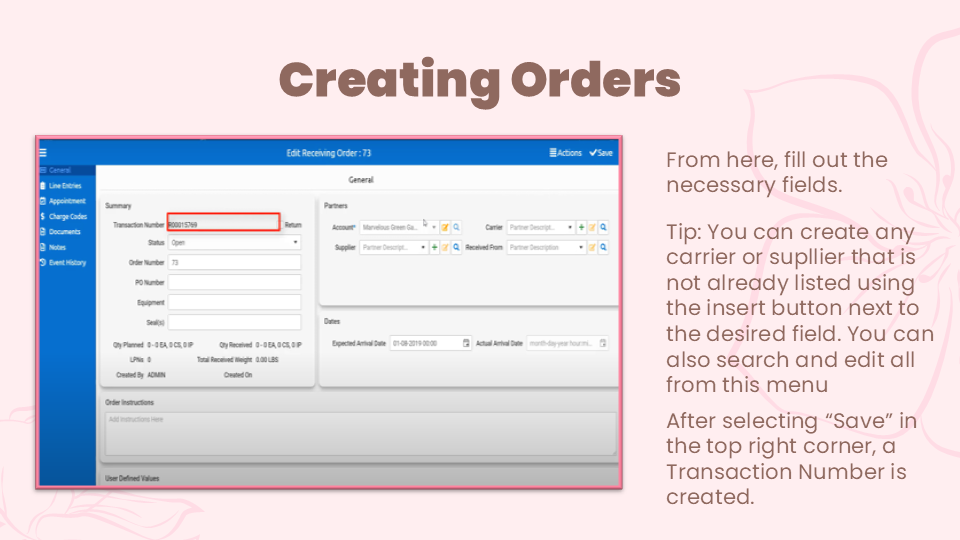 Creating Orders
Edit Receiving Order : 73
Actions
Save
General
Line Entries
Appointment
Charge Codes
Documents
Notes
Event History
General
Summary
Transaction Number R00015769 Return
Status Open
Order Number 73
PO Number
Equipment
Seal(s)
Qty Planned 0 - 0 EA, 0 CS, 0 IP Qty Received 0 - 0 EA, 0 CS, 0 IP
LPNs 0 Total Received Weight 0.00 LBS
Created By ADMIN Created On
Partners
Account* Marvelous Green Ga... Carrier Partner Descript...
Supplier Partner Descript... Received From Partner Description
Dates
Expected Arrival Date 01-08-2019 00:00 Actual Arrival Date month-day-year hour:mi...
Order Instructions
Add Instructions Here
User Defined Values
From here, fill out the
necessary fields.
Tip: You can create any
carrier or supllier that is
not already listed using
the insert button next to
the desired field. You can
also search and edit all
from this menu
After selecting “Save” in
the top right corner, a
Transaction Number is
created.